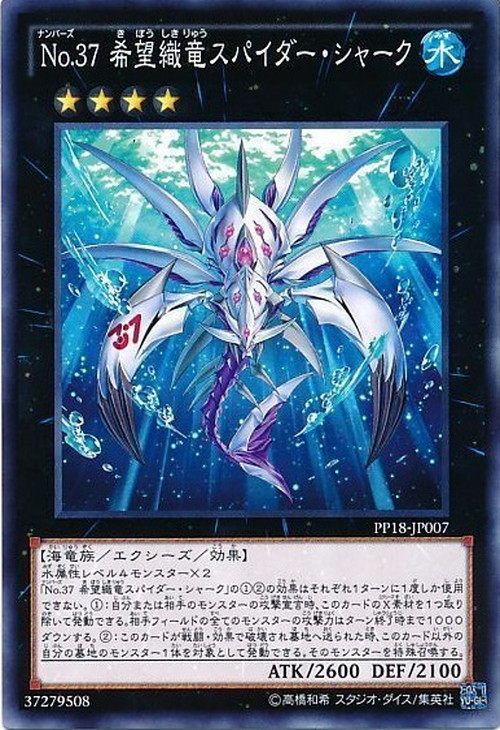 ナンバーズ きぼうしきりゅう
No.37 希望織竜スパイダー・シャーク 水
37
PP18-JP007
【海竜族/エクシーズ/効果】
水属性レベル4モンスター×2
「No.37 希望織竜スパイダー・シャーク」の①②の効果はそれぞれ1ターンに1度しか使用
できない。①:自分または相手のモンスターの攻撃宣言時、このカードのX素材を1つ取り
除いて発動できる。相手フィールドの全てのモンスターの攻撃力はターン終了時まで1000
ダウンする。②:このカードが戦闘・効果で破壊され墓地へ送られた時、このカード以外の
自分の墓地のモンスター1体を対象として発動できる。そのモンスターを特殊召喚する。
ATK/2600 DEF/2100
37279508 ©高橋和希 スタジオ・ダイス/集英社